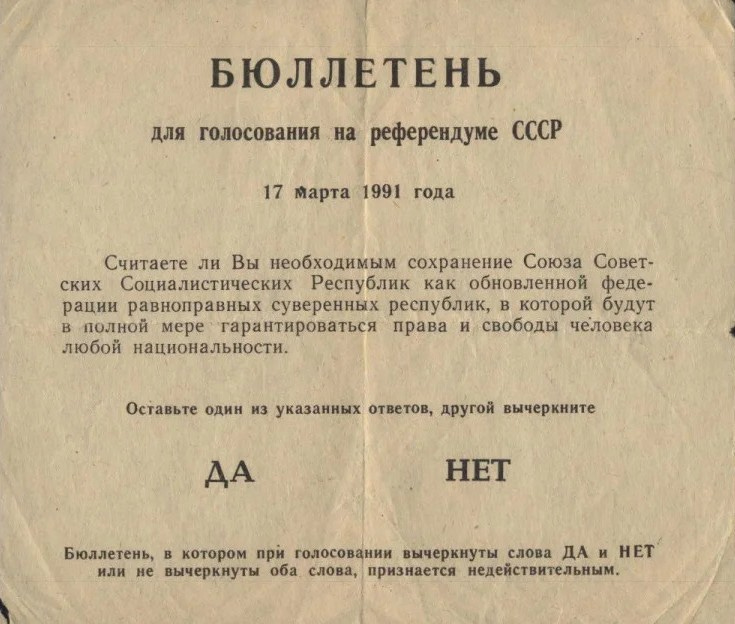 БЮЛЛЕТЕНЬ
для голосования на референдуме СССР
17 марта 1991 года
Считаете ли Вы необходимым сохранение Союза Совет-
ских Социалистических Республик как обновленной феде-
рации равноправных суверенных республик, в которой будут
в полной мере гарантироваться права и свободы человека
любой национальности.
Оставьте один из указанных ответов, другой вычеркните
ДА НЕТ
Бюллетень, в котором при голосовании вычеркнуты слова ДА и НЕТ
или не вычеркнуты оба слова, признается недействительным.